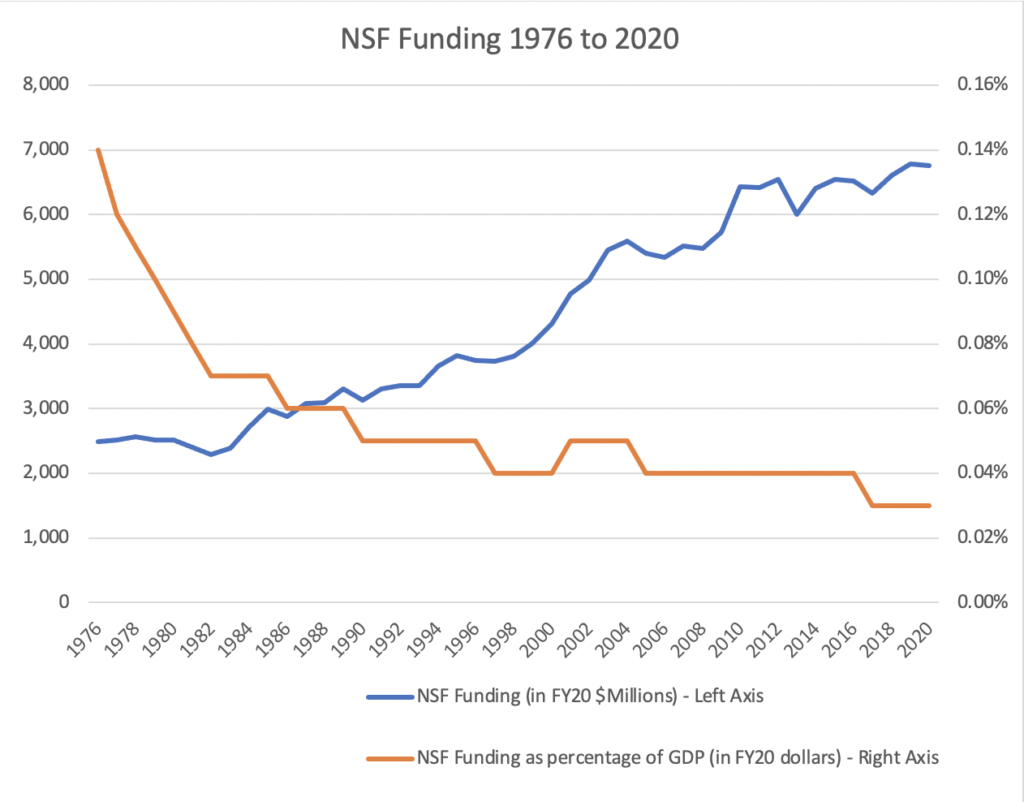 NSF Funding 1976 to 2020
8,000 0.16%
7,000 0.14%
6,000 0.12%
5,000 0.10%
4,000 0.08%
3,000 0.06%
2,000 0.04%
1,000 0.02%
0 0.00%
1976 1978 1980 1982 1984 1986 1988 1990 1992 1994 1996 1998 2000 2002 2004 2006 2008 2010 2012 2014 2016 2018 2020
NSF Funding (in FY20 $Millions) - Left Axis
NSF Funding as percentage of GDP (in FY20 dollars) - Right Axis